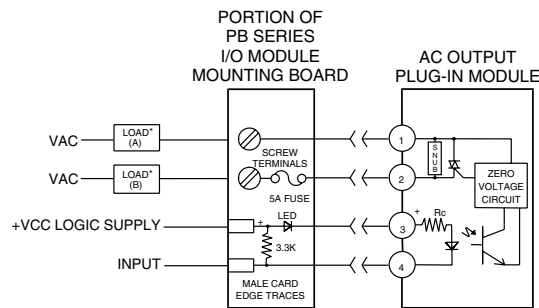 PORTION OF
PB SERIES
I/O MODULE
MOUNTING BOARD
AC OUTPUT
PLUG-IN MODULE
VAC
LOAD*
(A)
SCREW
TERMINALS
1
SNUB
VAC
LOAD*
(B)
5A FUSE
2
ZERO
VOLTAGE
CIRCUIT
+VCC LOGIC SUPPLY
+
LED
3.3K
3
+
Rc
INPUT
4
MALE CARD
EDGE TRACES